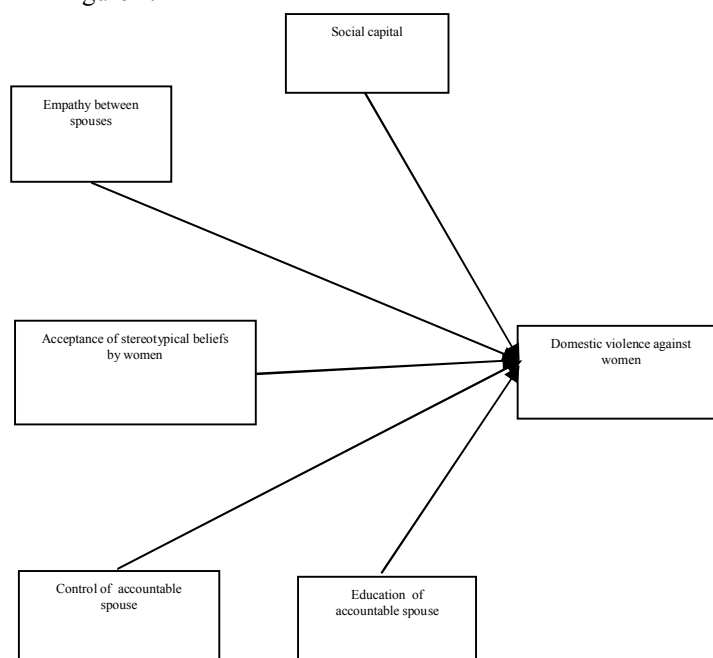 Social capital
Empathy between
spouses
Acceptance of stereotypical beliefs
by women
Domestic violence against
women
Control of accountable
spouse
Education of
accountable spouse